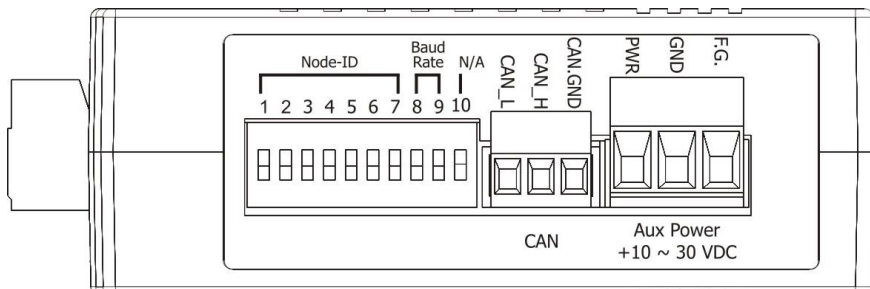 Node-ID
Baud
Rate
N/A
1 2 3 4 5 6 7 8 9 10
CAN_L
CAN_H
CAN.GND
PWR
GND
F.G.
CAN
Aux Power
+10 ~ 30 VDC